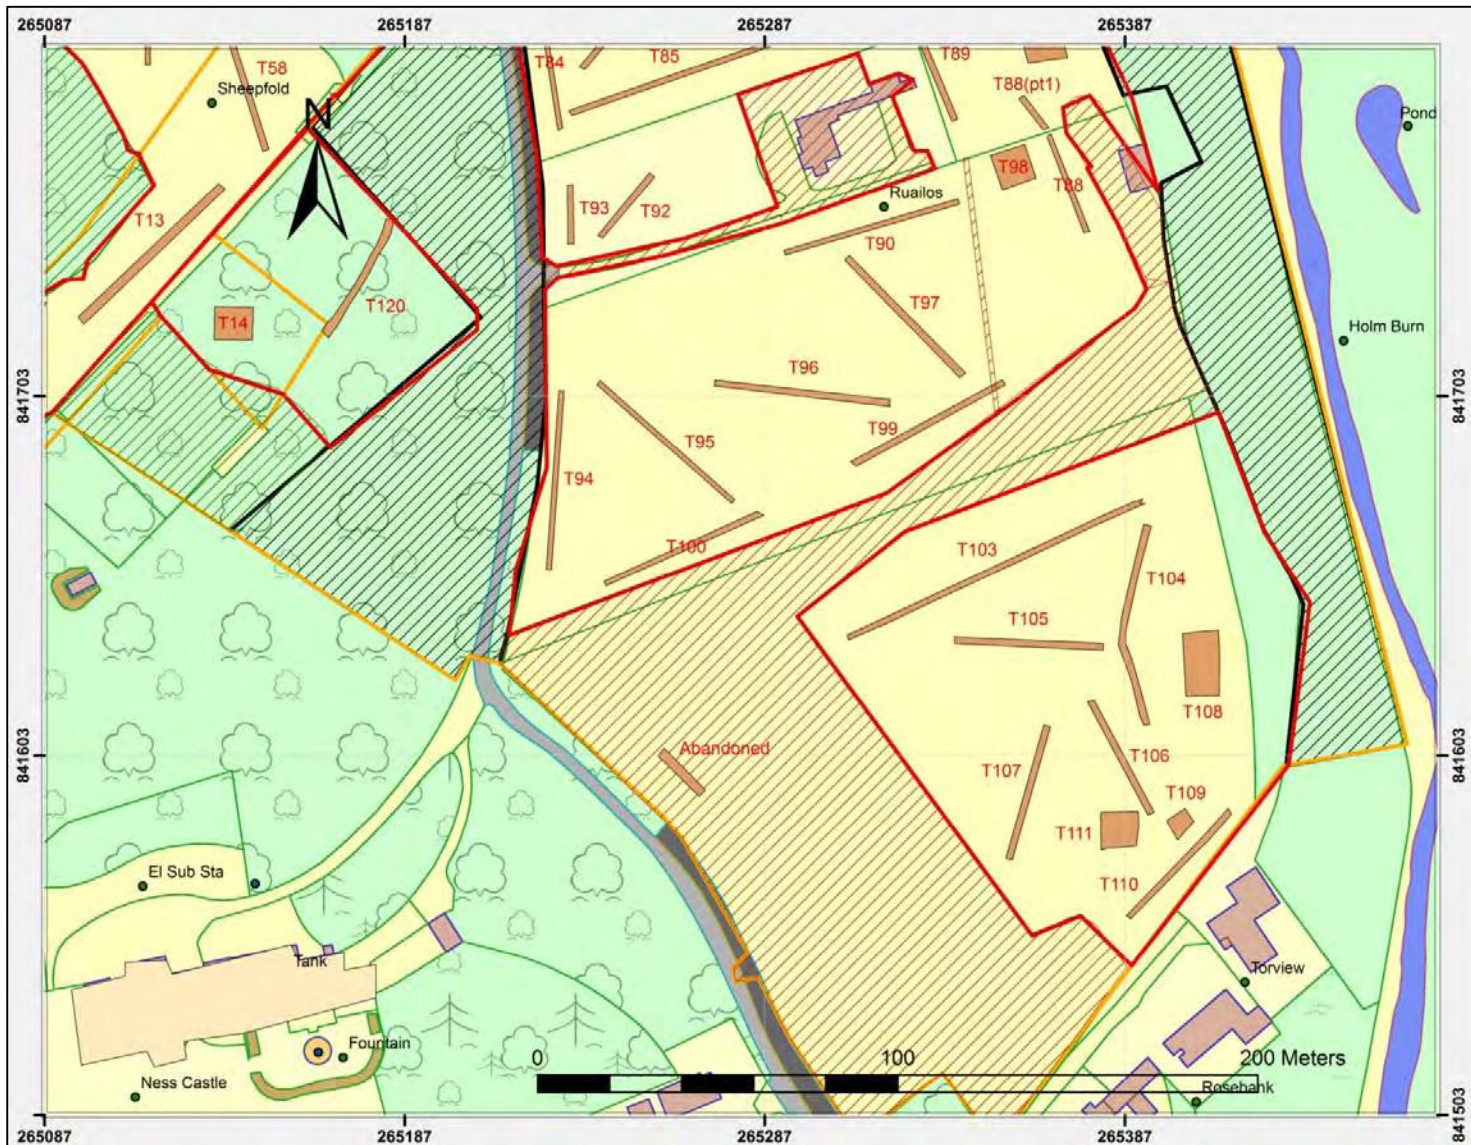 265087
265187
265287
265387
T84
T85
T89
T58
Sheepfold
T88(pt1)
N
Pond
T98
T88
T13
T93
T92
Ruailos
T90
T120
T14
T97
Holm Burn
T96
841703
841703
T99
T95
T94
T100
T103
T104
T105
T108
Abandoned
841603
841603
T106
T107
T109
T111
El Sub Sta
T110
Tank
Torview
Fountain
0
100
200 Meters
Ness Castle
Rosebank
841503
265087
265187
265287
265387